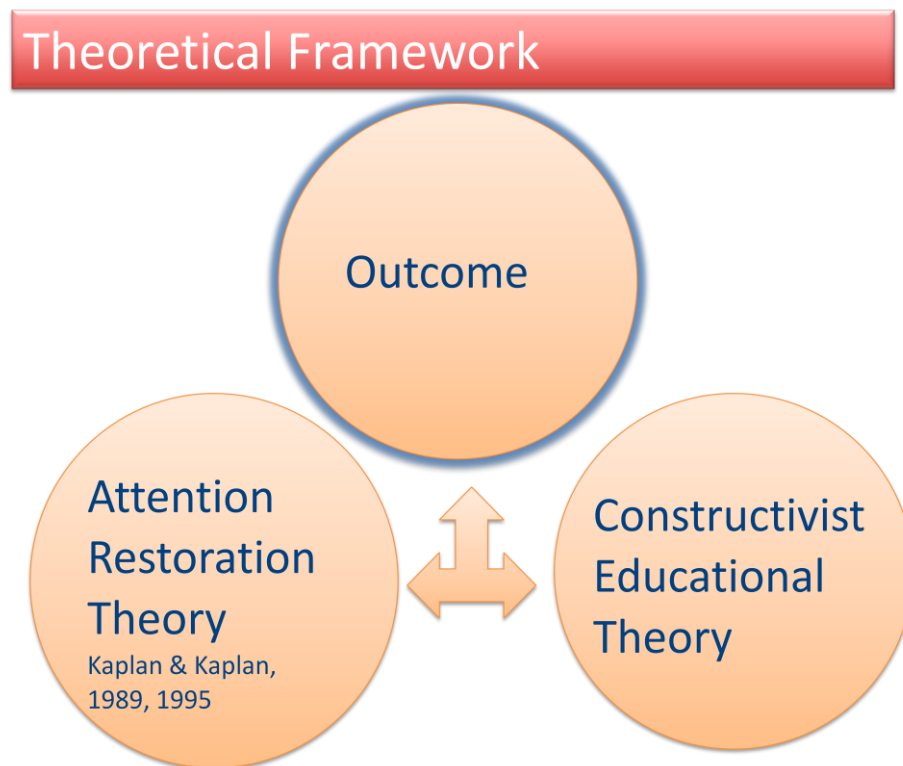 Theoretical Framework
Outcome
Attention
Restoration
Theory
Kaplan & Kaplan,
1989, 1995
Constructivist
Educational
Theory